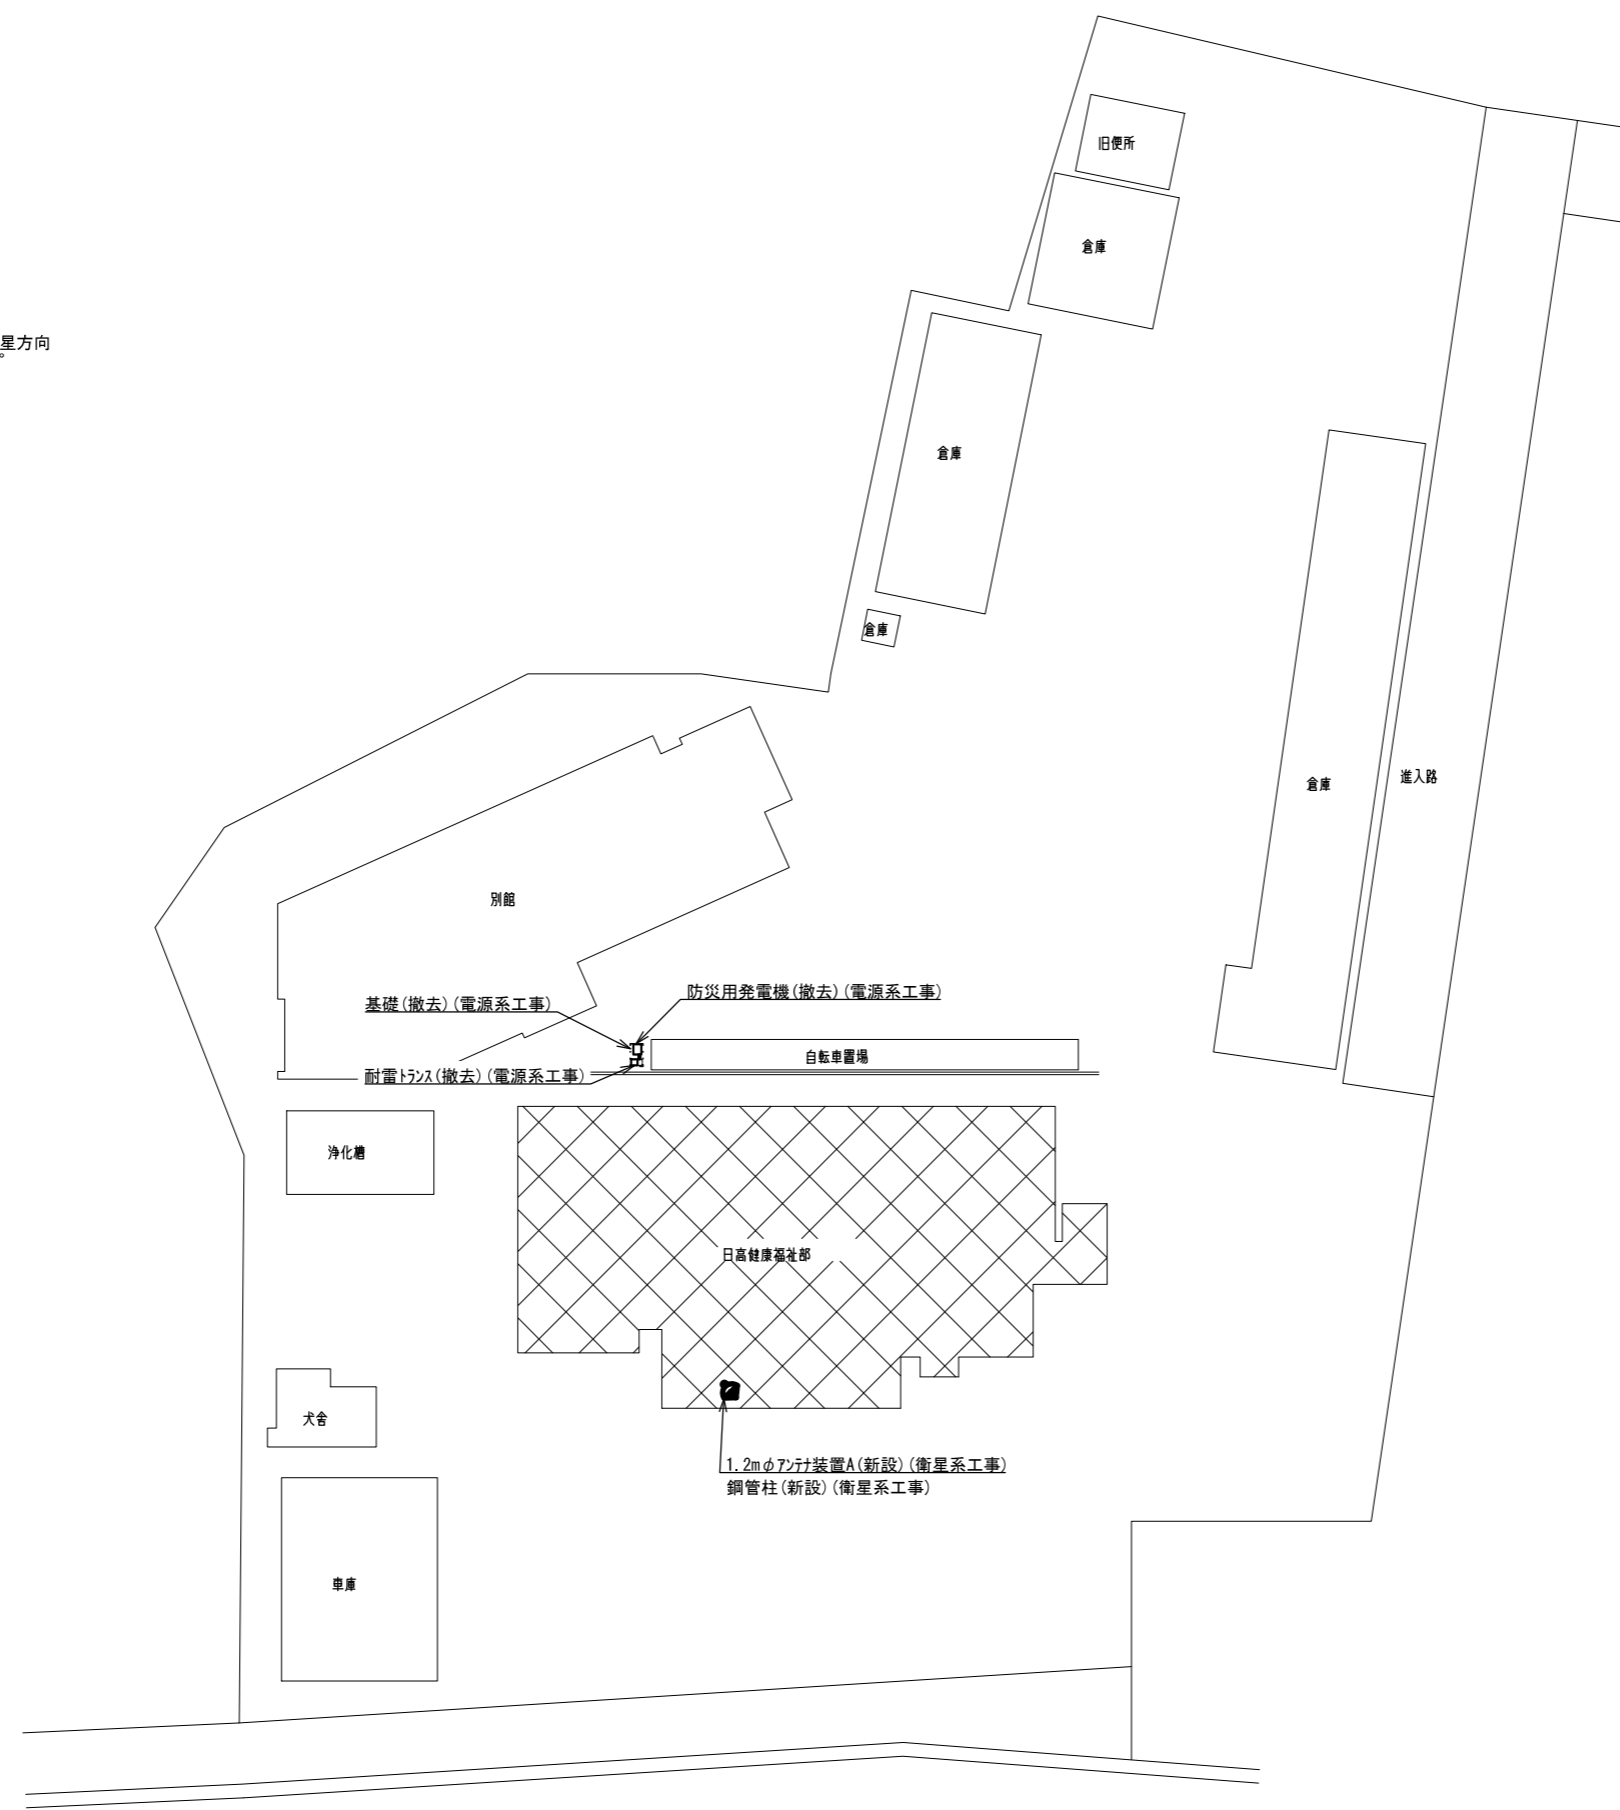 旧便所
倉庫
星方向
°
倉庫
倉庫
倉庫
進入路
別館
防災用発電機(撤去)(電源系工事)
基礎(撤去)(電源系工事)
自転車置場
耐雷トランス(撤去)(電源系工事)
浄化槽
日高健康福祉部
犬舎
1.2mφアンテナ装置A(新設)(衛星系工事)
鋼管柱(新設)(衛星系工事)
車庫